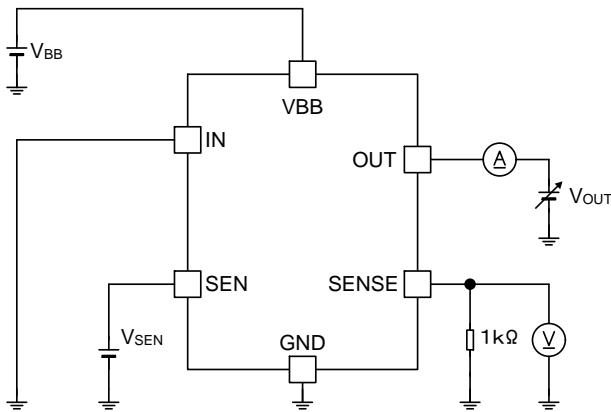 VBB
VBB
IN
OUT
A
VOUT
SEN
SENSE
VSEN
GND
1kΩ
V